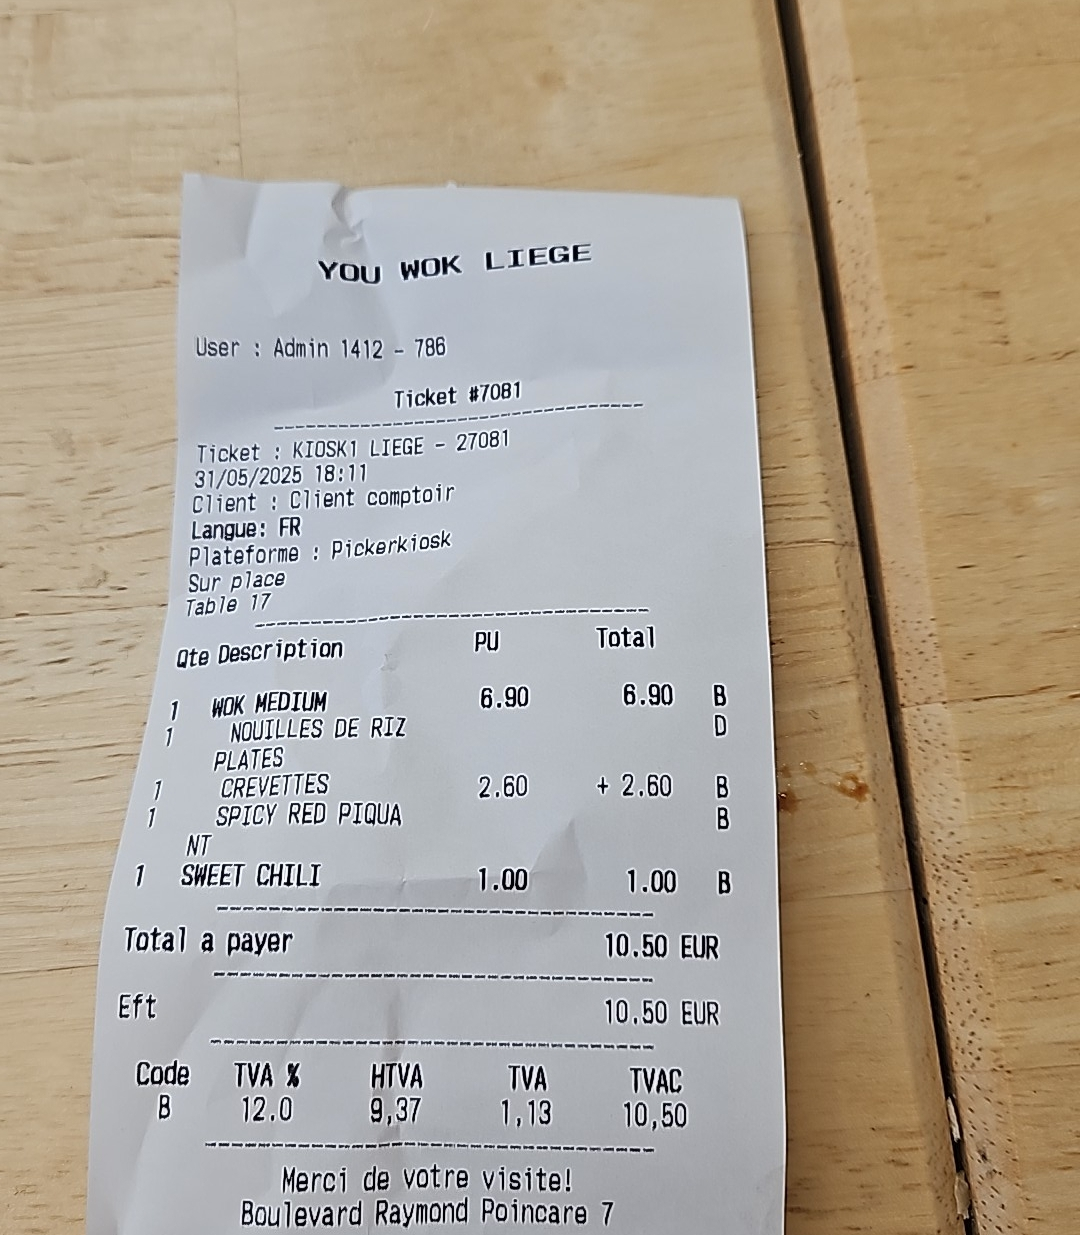 YOU WOK LIEGE
User : Admin 1412 - 786
Ticket #7081
Ticket : KIOSK1 LIEGE - 27081
31/05/2025 18:11
Client : Client comptoir
Langue: FR
Plateforme : Pickerkiosk
Sur place
Table 17
Qte Description PU Total
1 WOK MEDIUM 6.90 6.90 B
1 NOUILLES DE RIZ D
PLATES
1 CREVETTES 2.60 + 2.60 B
1 SPICY RED PIQUA B
NT
1 SWEET CHILI 1.00 1.00 B
Total a payer 10.50 EUR
Eft 10.50 EUR
Code TVA % HTVA TVA TVAC
B 12.0 9,37 1,13 10,50
Merci de votre visite!
Boulevard Raymond Poincare 7